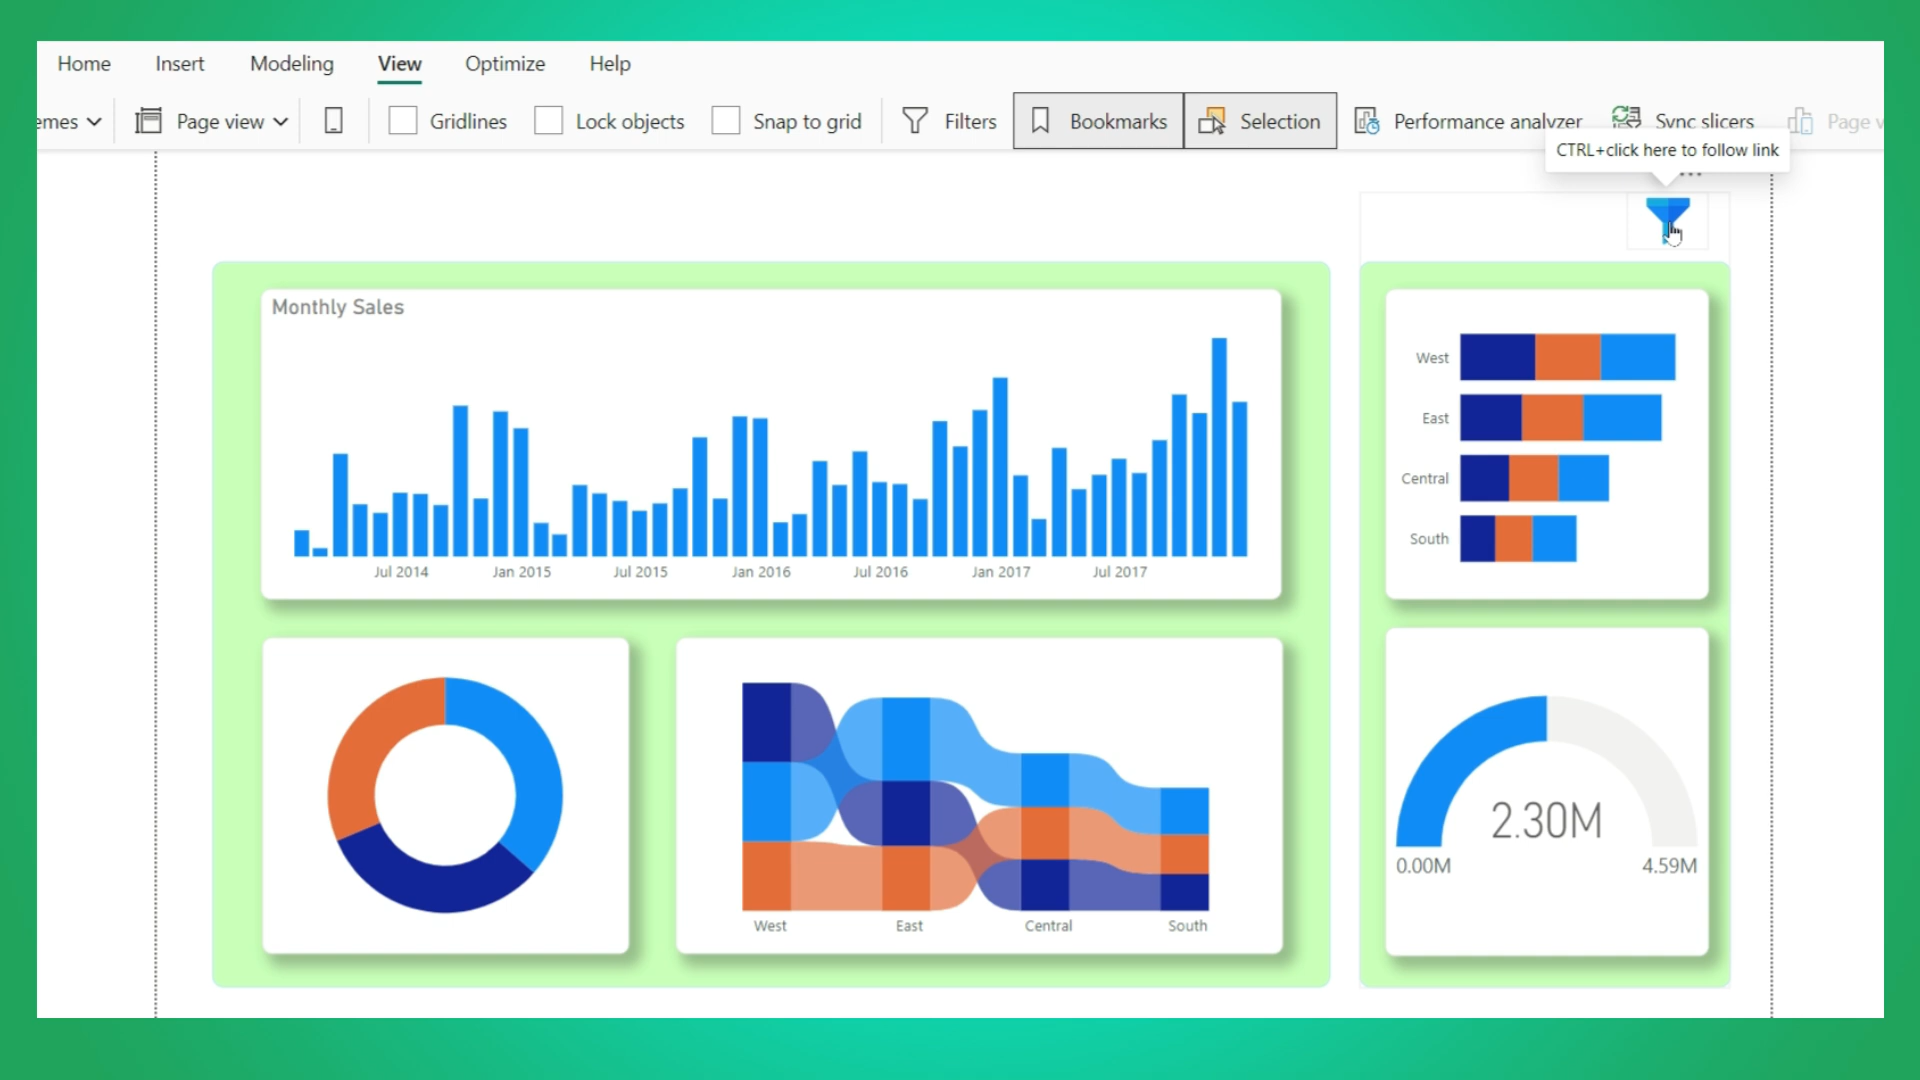 Home Insert Modeling View Optimize Help
emes Page view Gridlines Lock objects Snap to grid Filters Bookmarks Selection Performance analyzer Sync slicers Page v
CTRL+click here to follow link
Monthly Sales
Jul 2014 Jan 2015 Jul 2015 Jan 2016 Jul 2016 Jan 2017 Jul 2017
West
East
Central
South
West East Central South
2.30M
0.00M 4.59M